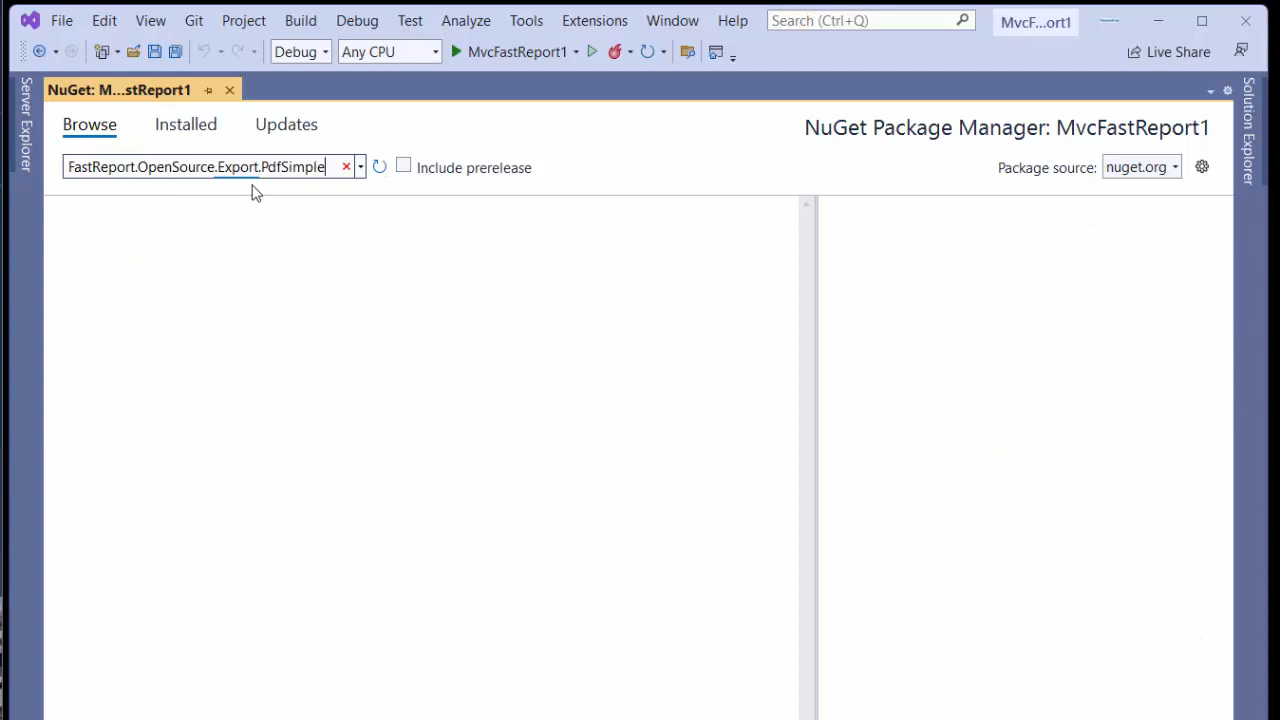 File Edit View Git Project Build Debug Test Analyze Tools Extensions Window Help Search (Ctrl+Q) MvcF...ort1
Debug Any CPU MvcFastReport1 Live Share
Server Explorer
NuGet: M...stReport1
Solution Explorer
Browse Installed Updates
NuGet Package Manager: MvcFastReport1
FastReport.OpenSource.Export.PdfSimple Include prerelease Package source: nuget.org